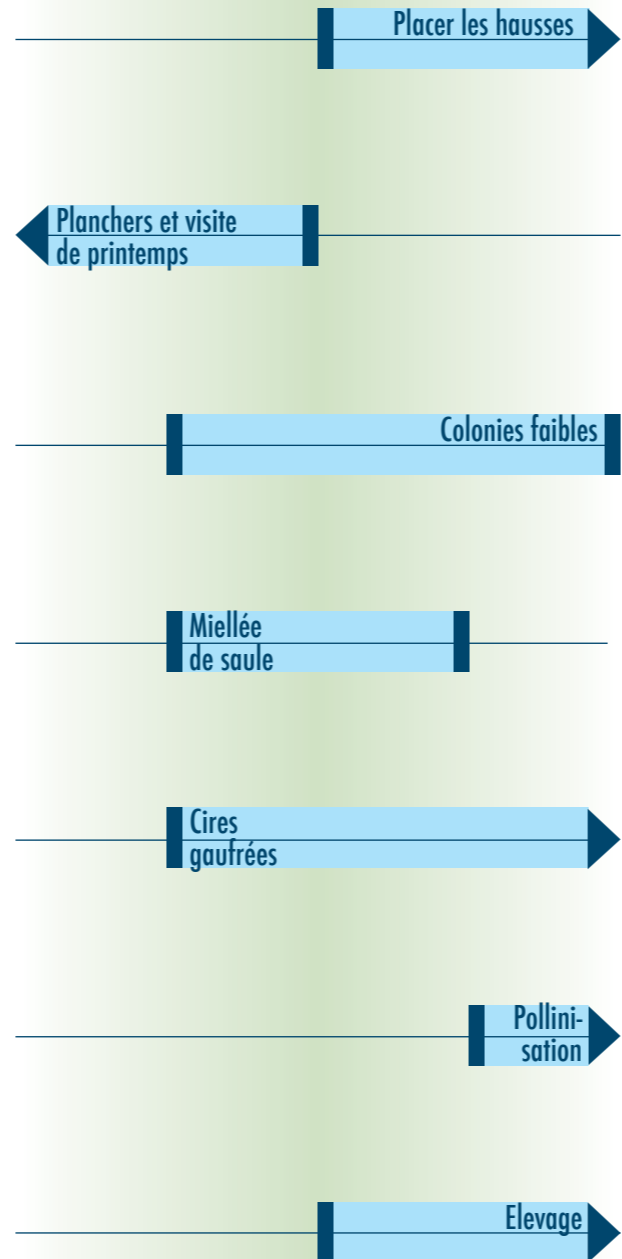 Placer les hausses
Planchers et visite
de printemps
Colonies faibles
Miellée
de saule
Cires
gaufrées
Pollini-
sation
Elevage